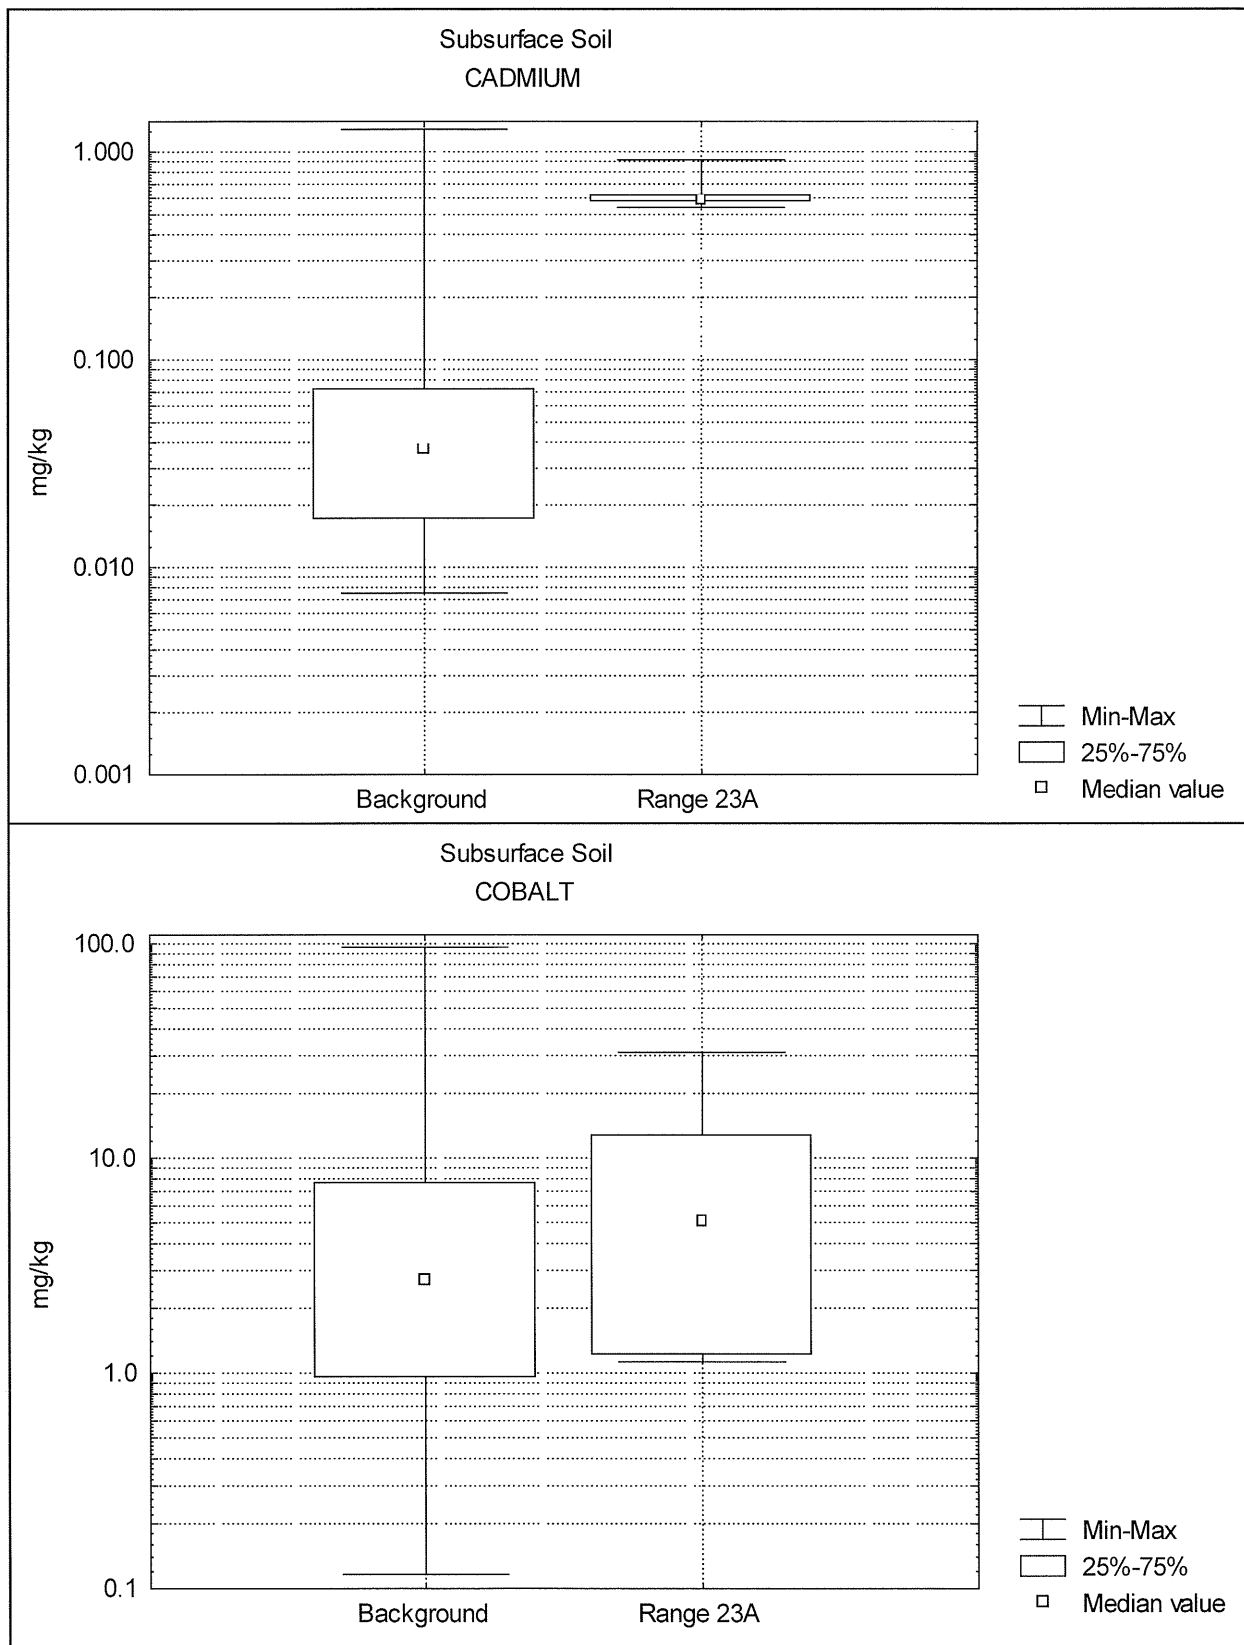 Subsurface Soil
CADMIUM
1.000
0.100
0.010
0.001
mg/kg
Background
Range 23A
Min-Max
25%-75%
Median value
Subsurface Soil
COBALT
100.0
10.0
1.0
0.1
mg/kg
Background
Range 23A
Min-Max
25%-75%
Median value